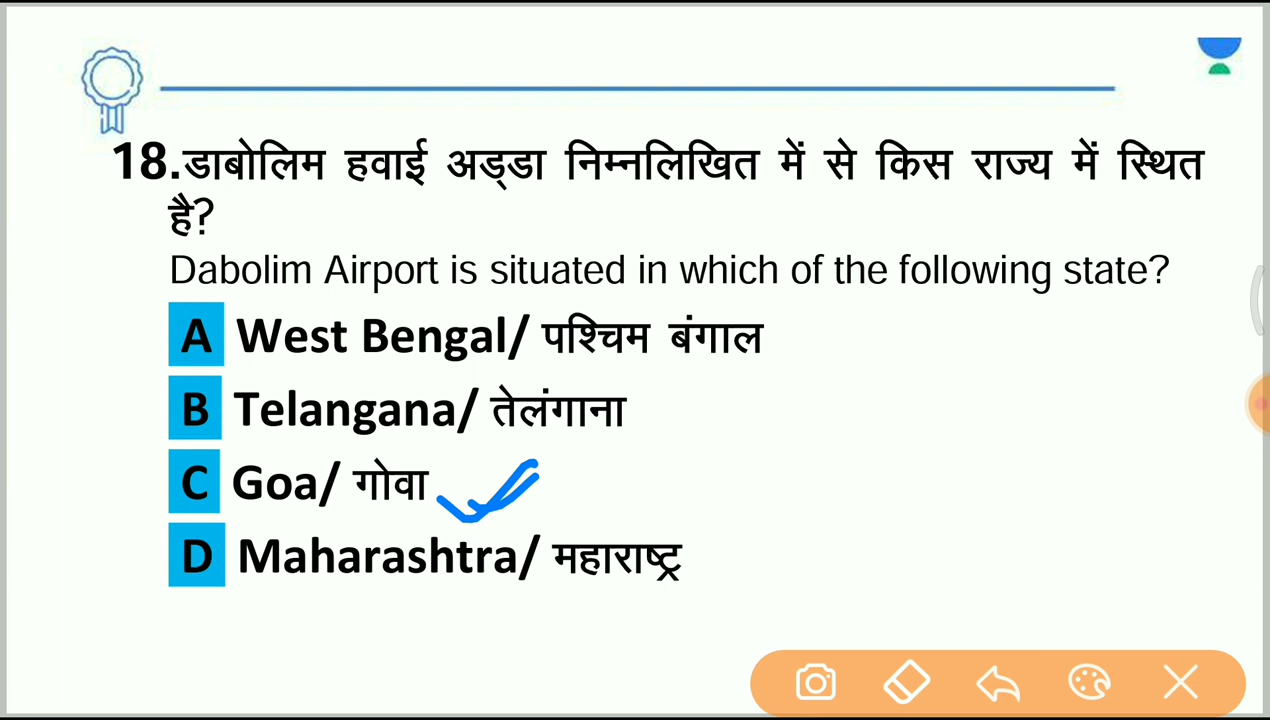 18.डाबोलिम हवाई अड्डा निम्नलिखित में से किस राज्य में स्थित
है?
Dabolim Airport is situated in which of the following state?
A West Bengal/ पश्चिम बंगाल
B Telangana/ तेलंगाना
C Goa/ गोवा
D Maharashtra/ महाराष्ट्र